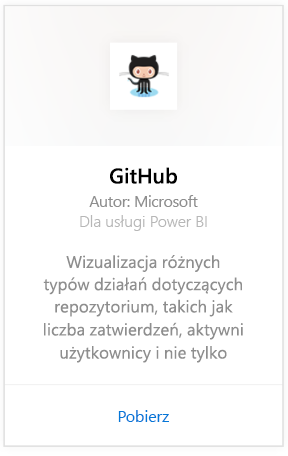 GitHub
Autor: Microsoft
Dla usługi Power BI
Wizualizacja różnych
typów działań dotyczących
repozytorium, takich jak
liczba zatwierdzeń, aktywni
użytkownicy i nie tylko
Pobierz